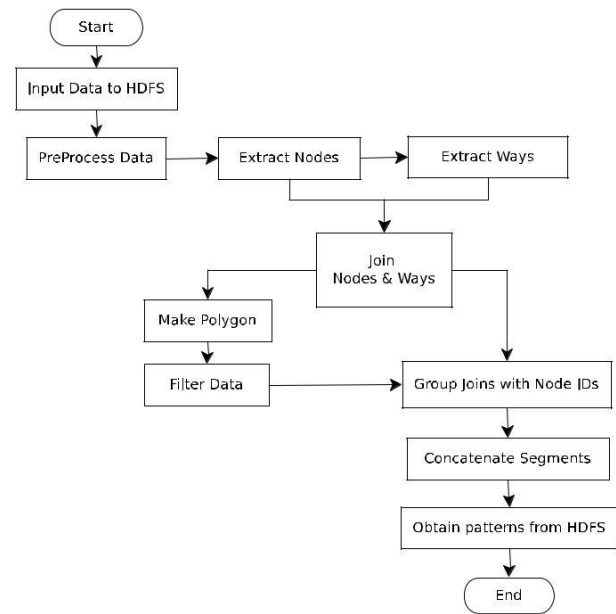 Start
Input Data to HDFS
PreProcess Data
Extract Nodes
Extract Ways
Join
Nodes & Ways
Make Polygon
Filter Data
Group Joins with Node IDs
Concatenate Segments
Obtain patterns from HDFS
End